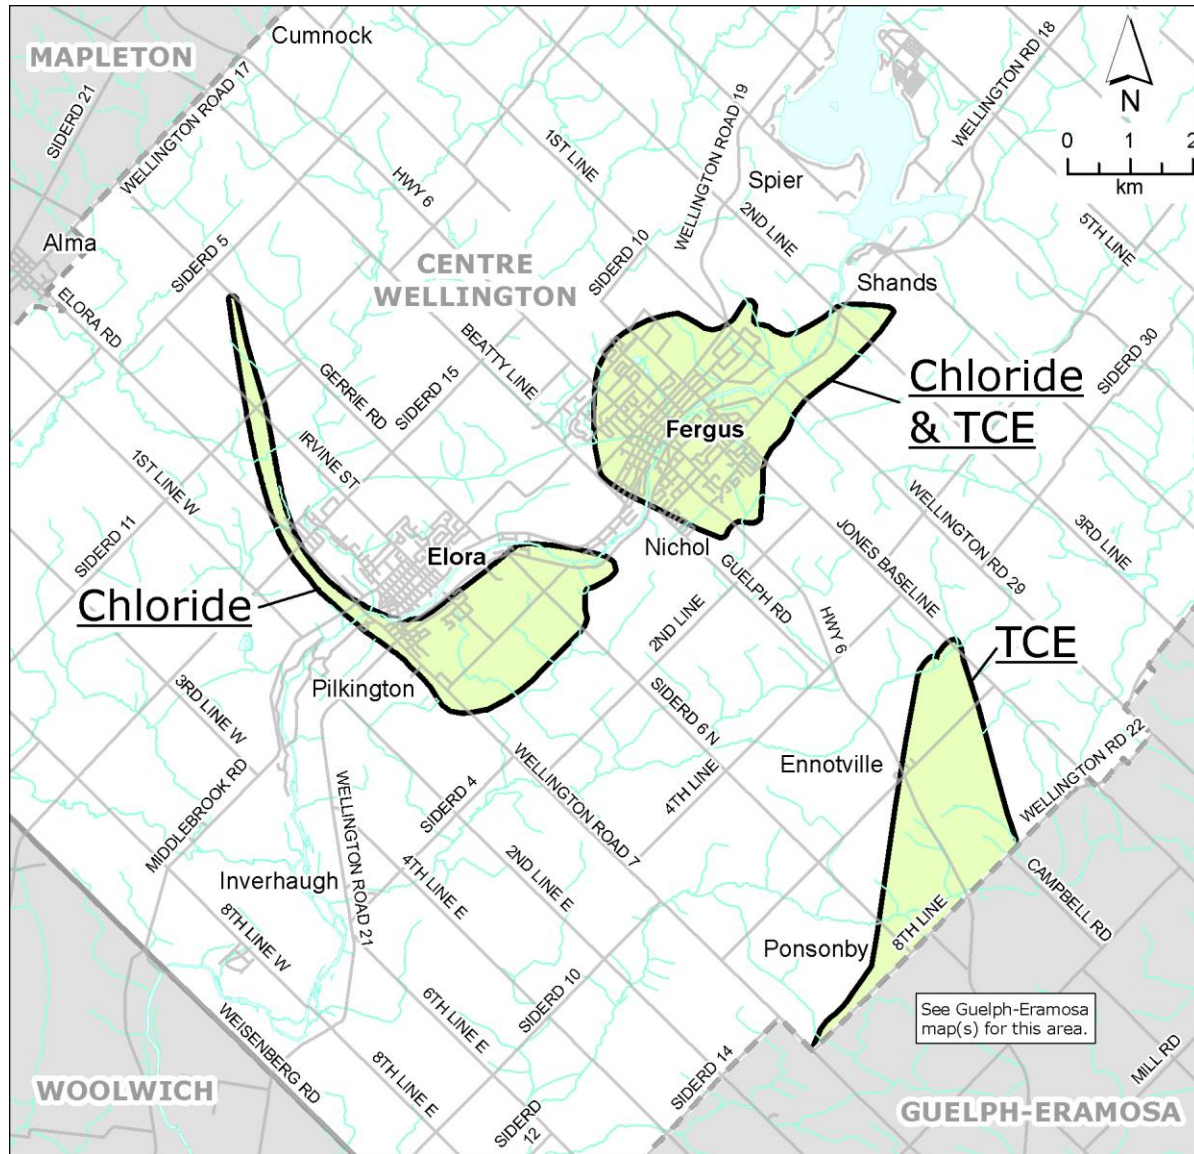 Cumnock
MAPLETON
SIDERD 21
WELLINGTON ROAD 17
HWY 6
1ST LINE
WELLINGTON ROAD 19
WELLINGTON RD 18
N
0 1 2
km
Spier
2ND LINE
5TH LINE
Alma
SIDERD 5
ELORA RD
CENTRE
WELLINGTON
SIDERD 10
Shands
SIDERD 30
BEATTY LINE
GERRIE RD
SIDERD 15
IRVINE ST
Chloride
& TCE
Fergus
1ST LINE W
SIDERD 11
WELLINGTON RD 29
3RD LINE
JONES BASELINE
Nichol
GUELPH RD
Elora
Chloride
2ND LINE
HWY 6
TCE
Pilkington
3RD LINE W
SIDERD 6 N
4TH LINE
Ennotville
WELLINGTON RD 22
MIDDLEBROOK RD
WELLINGTON ROAD 21
SIDERD 4
WELLINGTON ROAD 7
2ND LINE E
4TH LINE E
Inverhaugh
8TH LINE W
8TH LINE
CAMPBELL RD
Ponsonby
SIDERD 10
6TH LINE E
See Guelph-Eramosa
map(s) for this area.
WEISENBERG RD
8TH LINE E
SIDERD 14
MILL RD
WOOLWICH
SIDERD
12
GUELPH-ERAMOSA